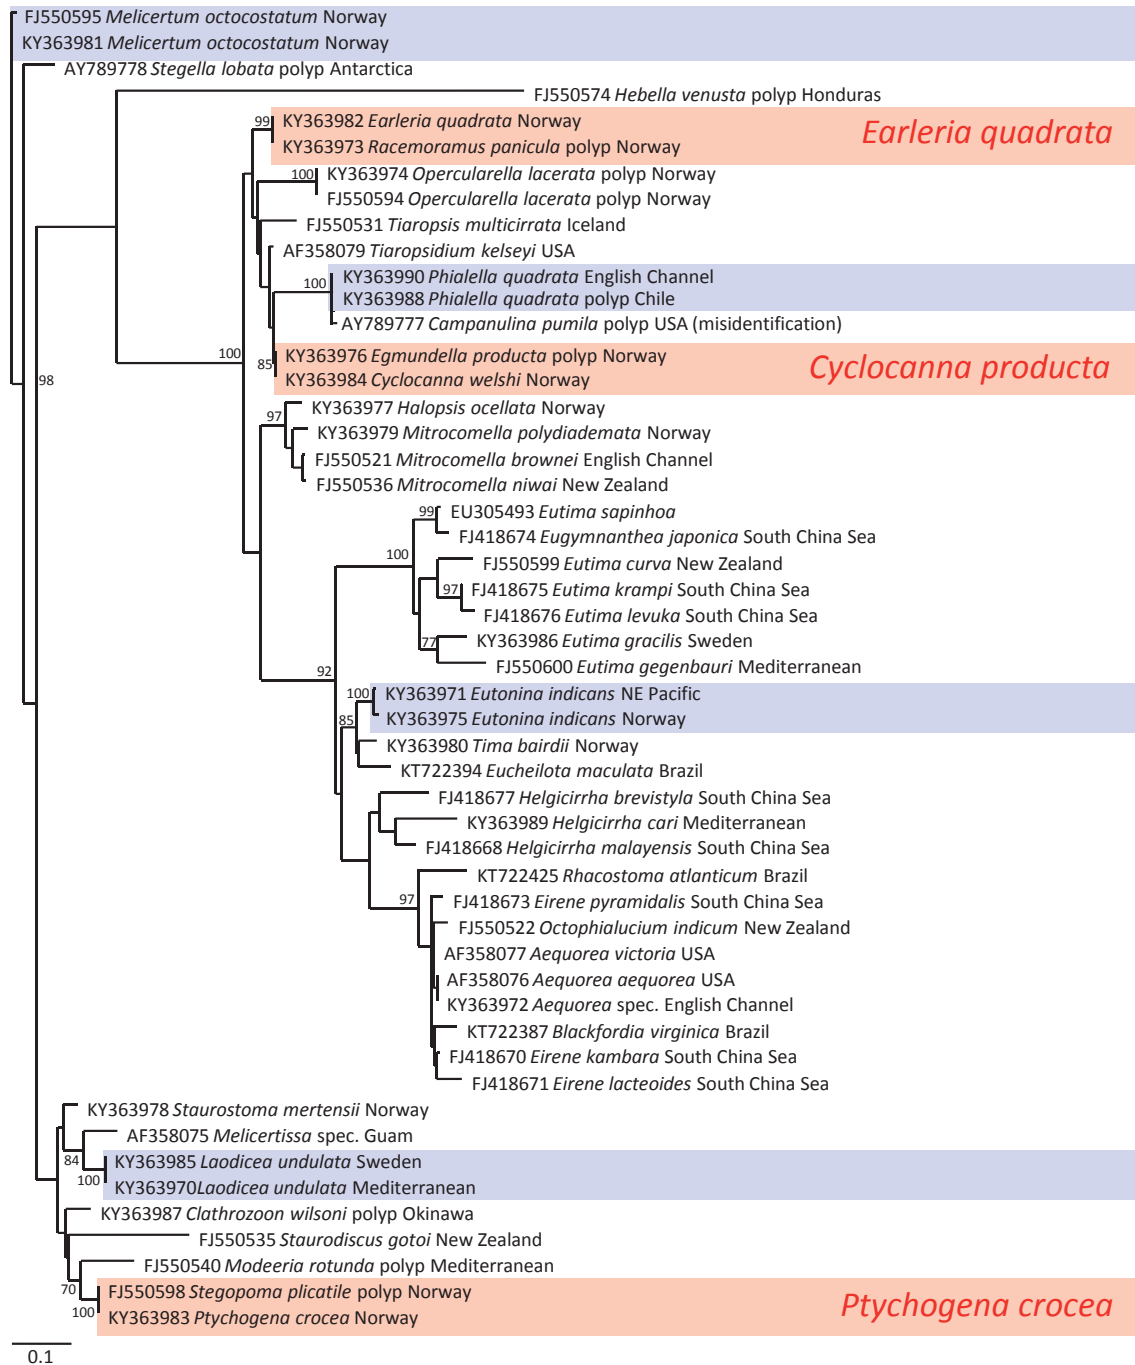 FJ550595 Melicertum octocostatum Norway
KY363981 Melicertum octocostatum Norway
AY789778 Stegella lobata polyp Antarctica
FJ550574 Hebella venusta polyp Honduras
99
KY363982 Earleria quadrata Norway
Earleria quadrata
KY363973 Racemoramus panicula polyp Norway
100
KY363974 Opercularella lacerata polyp Norway
FJ550594 Opercularella lacerata polyp Norway
FJ550531 Tiaropsis multicirrata Iceland
AF358079 Tiaropsidium kelseyi USA
100
KY363990 Phialella quadrata English Channel
KY363988 Phialella quadrata polyp Chile
AY789777 Campanulina pumila polyp USA (misidentification)
100
85
KY363976 Egmundella producta polyp Norway
Cyclocanna producta
KY363984 Cyclocanna welshi Norway
98
97
KY363977 Halopsis ocellata Norway
KY363979 Mitrocomella polydiademata Norway
FJ550521 Mitrocomella brownei English Channel
FJ550536 Mitrocomella niwai New Zealand
99
EU305493 Eutima sapinhoa
FJ418674 Eugymnanthea japonica South China Sea
100
FJ550599 Eutima curva New Zealand
97
FJ418675 Eutima krampi South China Sea
FJ418676 Eutima levuka South China Sea
77
KY363986 Eutima gracilis Sweden
FJ550600 Eutima gegenbauri Mediterranean
92
100
KY363971 Eutonina indicans NE Pacific
85
KY363975 Eutonina indicans Norway
KY363980 Tima bairdii Norway
KT722394 Eucheilota maculata Brazil
FJ418677 Helgicirrha brevistyla South China Sea
KY363989 Helgicirrha cari Mediterranean
FJ418668 Helgicirrha malayensis South China Sea
KT722425 Rhacostoma atlanticum Brazil
97
FJ418673 Eirene pyramidalis South China Sea
FJ550522 Octophialucium indicum New Zealand
AF358077 Aequorea victoria USA
AF358076 Aequorea aequorea USA
KY363972 Aequorea spec. English Channel
KT722387 Blackfordia virginica Brazil
FJ418670 Eirene kambara South China Sea
FJ418671 Eirene lacteoides South China Sea
KY363978 Staurostoma mertensii Norway
AF358075 Melicertissa spec. Guam
84
KY363985 Laodicea undulata Sweden
100
KY363970Laodicea undulata Mediterranean
KY363987 Clathrozoon wilsoni polyp Okinawa
FJ550535 Staurodiscus gotoi New Zealand
FJ550540 Modeeria rotunda polyp Mediterranean
70
FJ550598 Stegopoma plicatile polyp Norway
Ptychogena crocea
100
KY363983 Ptychogena crocea Norway
0.1